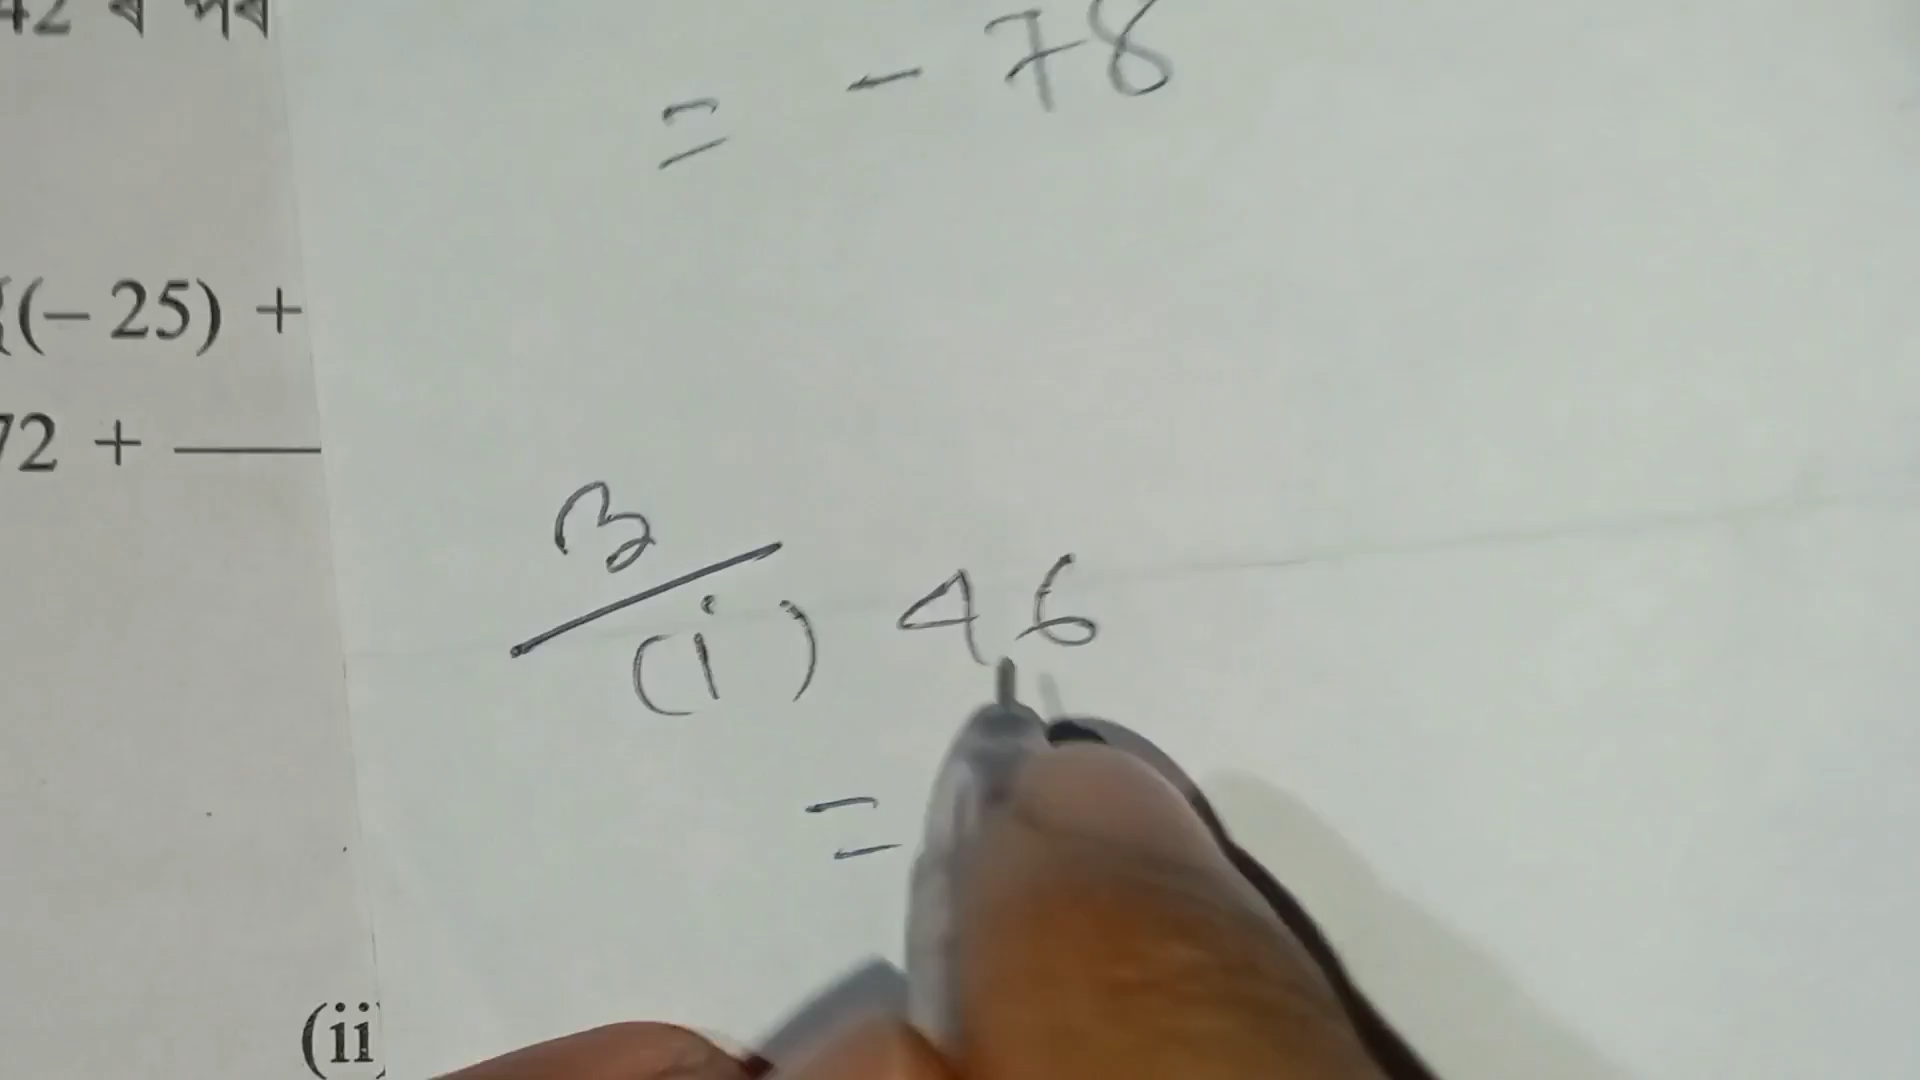 = - 78
{(– 25) +
72 +
3
(i) 46
=
(ii)